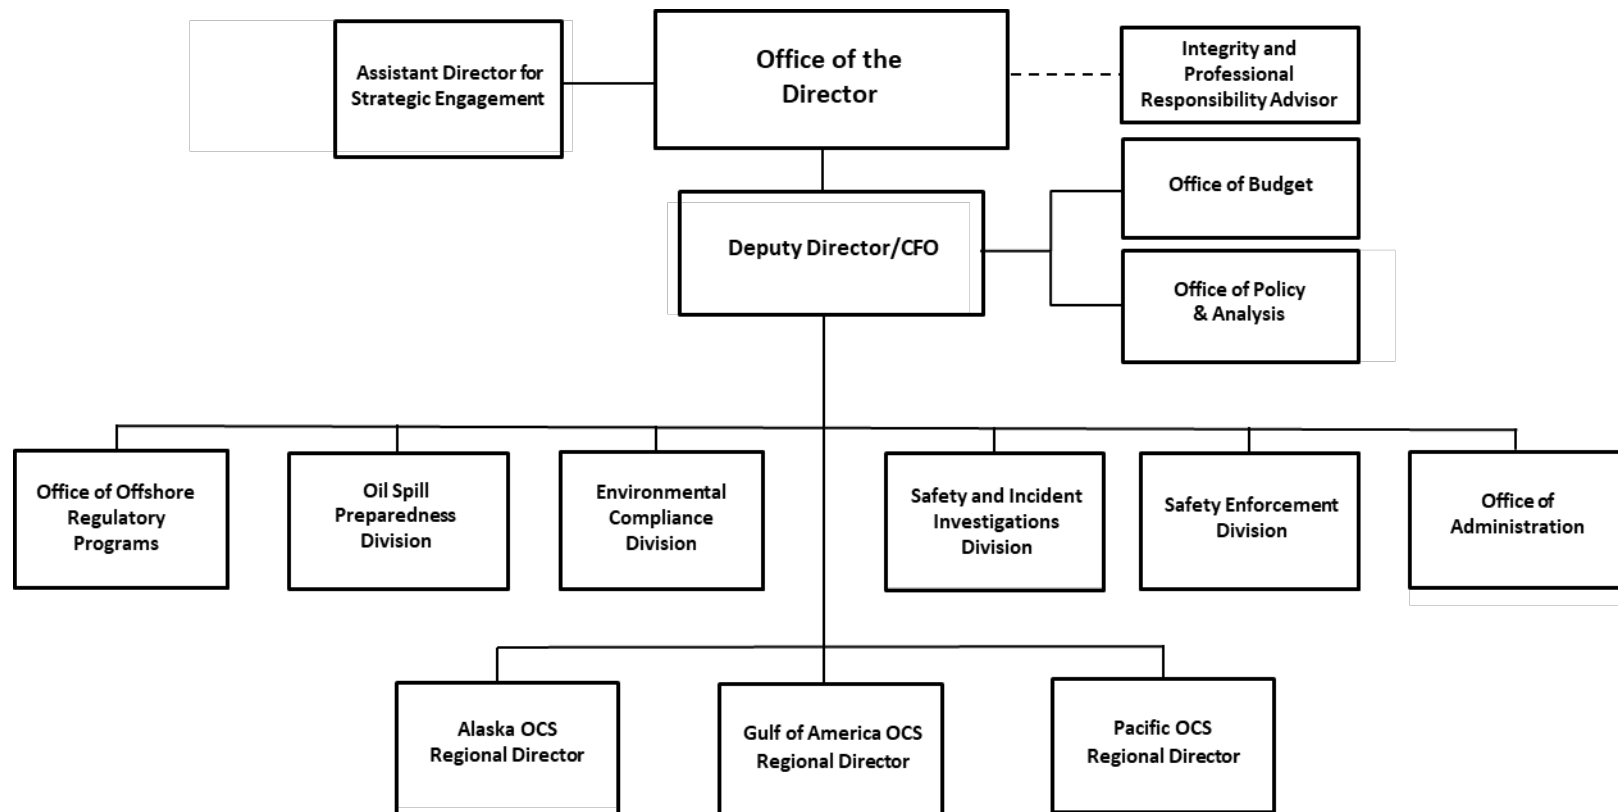 Assistant Director for
Strategic Engagement
Office of the
Director
Integrity and
Professional
Responsibility Advisor
Office of Budget
Deputy Director/CFO
Office of Policy
& Analysis
Office of Offshore
Regulatory
Programs
Oil Spill
Preparedness
Division
Environmental
Compliance
Division
Safety and Incident
Investigations
Division
Safety Enforcement
Division
Office of
Administration
Alaska OCS
Regional Director
Gulf of America OCS
Regional Director
Pacific OCS
Regional Director